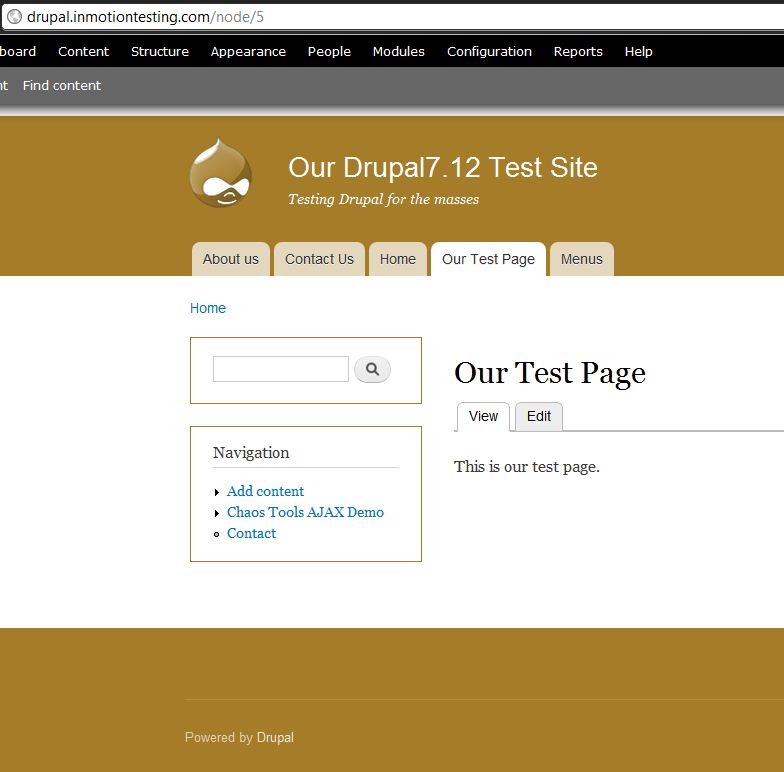 drupal.inmotiontesting.com/node/5
board Content Structure Appearance People Modules Configuration Reports Help
nt Find content
Our Drupal7.12 Test Site
Testing Drupal for the masses
About us Contact Us Home Our Test Page Menus
Home
Our Test Page
View Edit
This is our test page.
Navigation
Add content
Chaos Tools AJAX Demo
Contact
Powered by Drupal